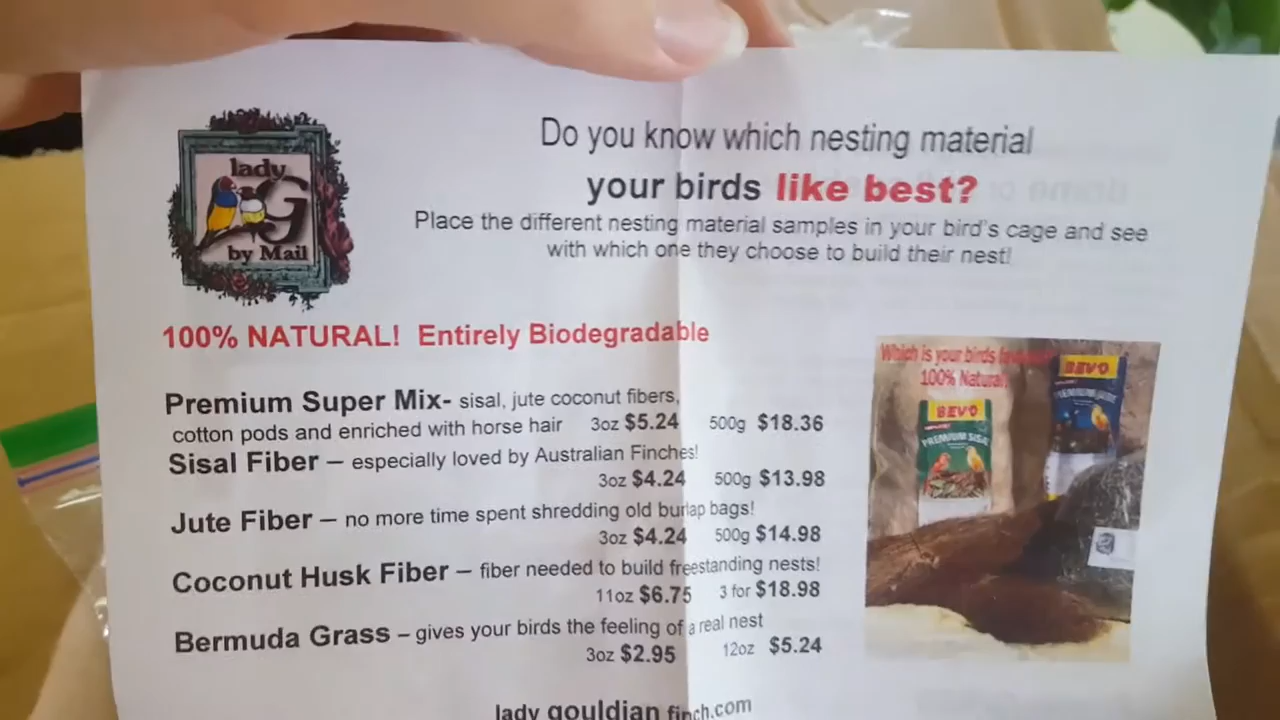 lady
G
by Mail
Do you know which nesting material
your birds like best?
Place the different nesting material samples in your bird's cage and see
with which one they choose to build their nest!
100% NATURAL! Entirely Biodegradable
Premium Super Mix- sisal, jute coconut fibers,
cotton pods and enriched with horse hair 3oz $5.24 500g $18.36
Sisal Fiber – especially loved by Australian Finches!
3oz $4.24 500g $13.98
Jute Fiber – no more time spent shredding old burlap bags!
3oz $4.24 500g $14.98
Coconut Husk Fiber – fiber needed to build freestanding nests!
11oz $6.75 3 for $18.98
Bermuda Grass – gives your birds the feeling of a real nest
3oz $2.95 12oz $5.24
lady gouldian finch.com
Which is your birds
100% Natural
BEVO
PREMIUM SISAL
BEVO
PREMIUM JUTE